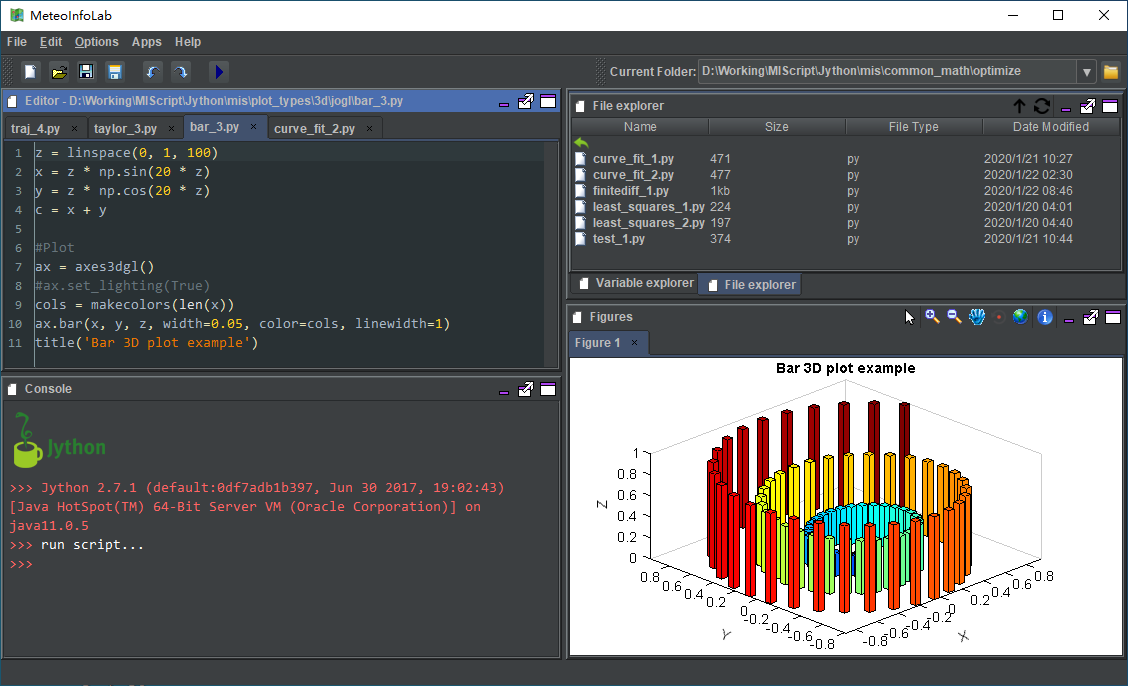 MeteoInfoLab
File Edit Options Apps Help
Current Folder: D:\Working\MIScript\Jython\mis\common_math\optimize
Editor - D:\Working\MIScript\Jython\mis\plot_types\3d\jogl\bar_3.py
traj_4.py × taylor_3.py × bar_3.py × curve_fit_2.py ×
1 z = linspace(0, 1, 100)
2 x = z * np.sin(20 * z)
3 y = z * np.cos(20 * z)
4 c = x + y
5
6 #Plot
7 ax = axes3dgl()
8 #ax.set_lighting(True)
9 cols = makecolors(len(x))
10 ax.bar(x, y, z, width=0.05, color=cols, linewidth=1)
11 title('Bar 3D plot example')
Console
Jython
>>> Jython 2.7.1 (default:0df7adb1b397, Jun 30 2017, 19:02:43)
[Java HotSpot(TM) 64-Bit Server VM (Oracle Corporation)] on
java11.0.5
>>> run script...
>>>
File explorer
Name Size File Type Date Modified
curve_fit_1.py 471 py 2020/1/21 10:27
curve_fit_2.py 477 py 2020/1/22 02:30
finitediff_1.py 1kb py 2020/1/22 08:46
least_squares_1.py 224 py 2020/1/20 04:01
least_squares_2.py 197 py 2020/1/20 04:40
test_1.py 374 py 2020/1/21 10:44
Variable explorer File explorer
Figures
Figure 1 ×
Bar 3D plot example
1
0.8
0.6
0.4
0.2
0
Z
0.8 0.6 0.4 0.2 0 -0.2 -0.4 -0.6 -0.8
Y
-0.8 -0.6 -0.4 -0.2 0 0.2 0.4 0.6 0.8
X